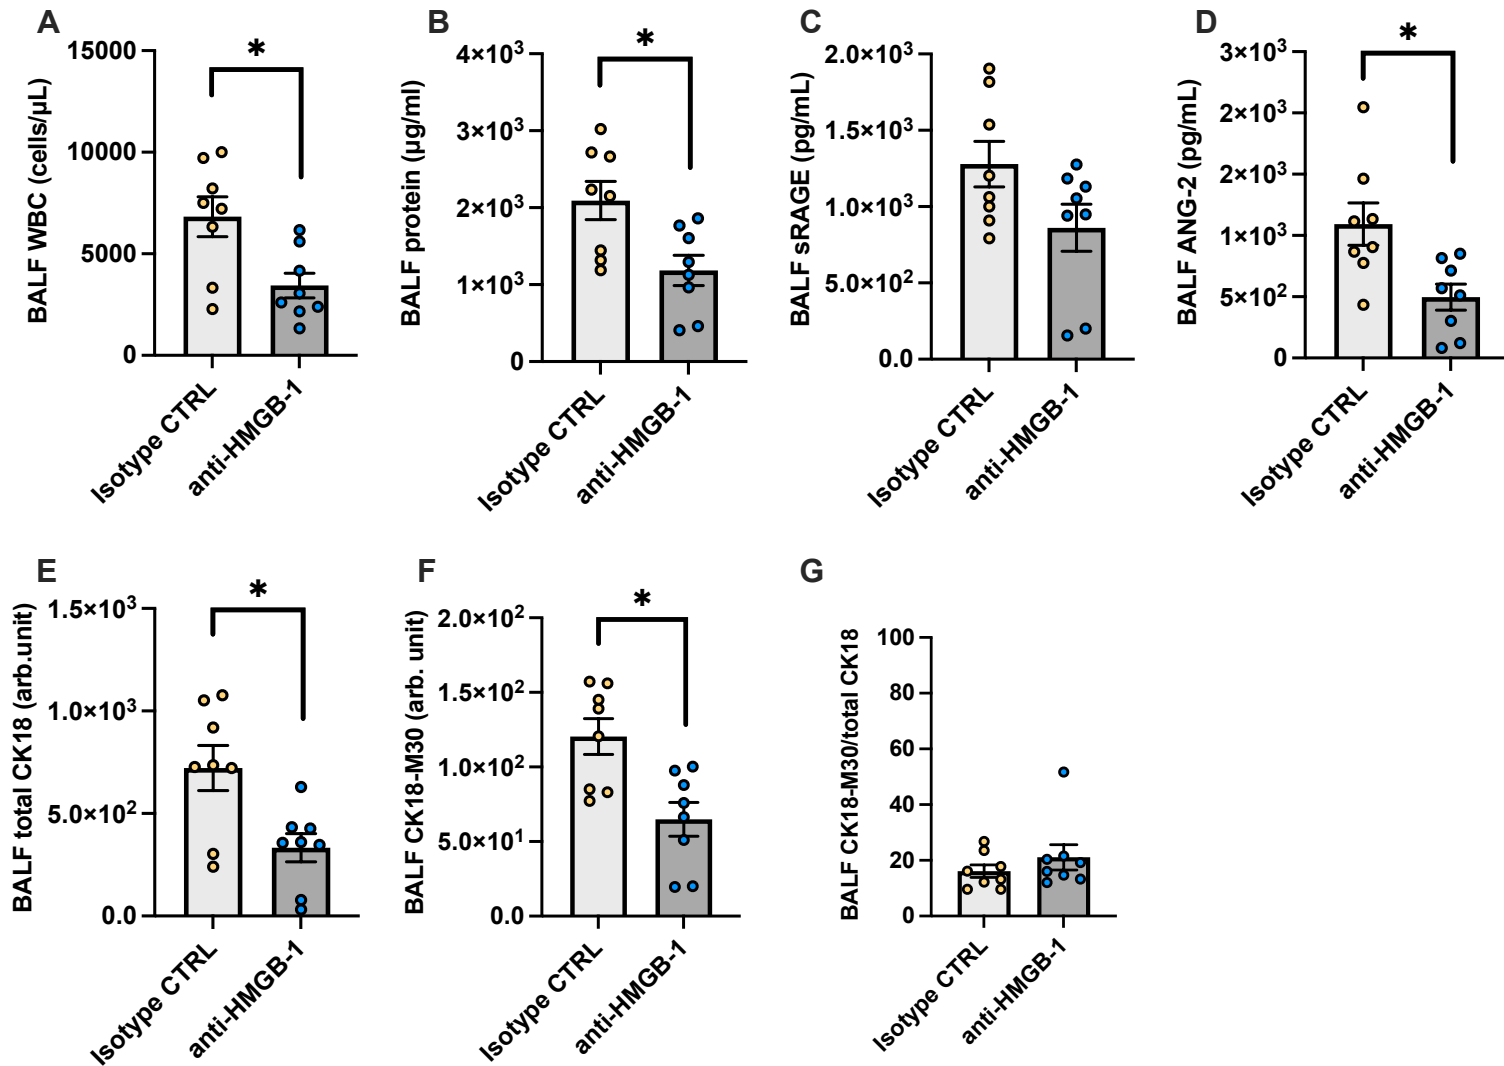 A
BALF WBC (cells/µL)
15000
10000
5000
0
*
Isotype CTRL
anti-HMGB-1
B
BALF protein (µg/ml)
4×10³
3×10³
2×10³
1×10³
0
*
Isotype CTRL
anti-HMGB-1
C
BALF sRAGE (pg/mL)
2.0×10³
1.5×10³
1.0×10³
5.0×10²
0.0
Isotype CTRL
anti-HMGB-1
D
BALF ANG-2 (pg/mL)
3×10³
2×10³
2×10³
1×10³
5×10²
0
*
Isotype CTRL
anti-HMGB-1
E
BALF total CK18 (arb.unit)
1.5×10³
1.0×10³
5.0×10²
0.0
*
Isotype CTRL
anti-HMGB-1
F
BALF CK18-M30 (arb. unit)
2.0×10²
1.5×10²
1.0×10²
5.0×10¹
0.0
*
Isotype CTRL
anti-HMGB-1
G
BALF CK18-M30/total CK18
100
80
60
40
20
0
Isotype CTRL
anti-HMGB-1